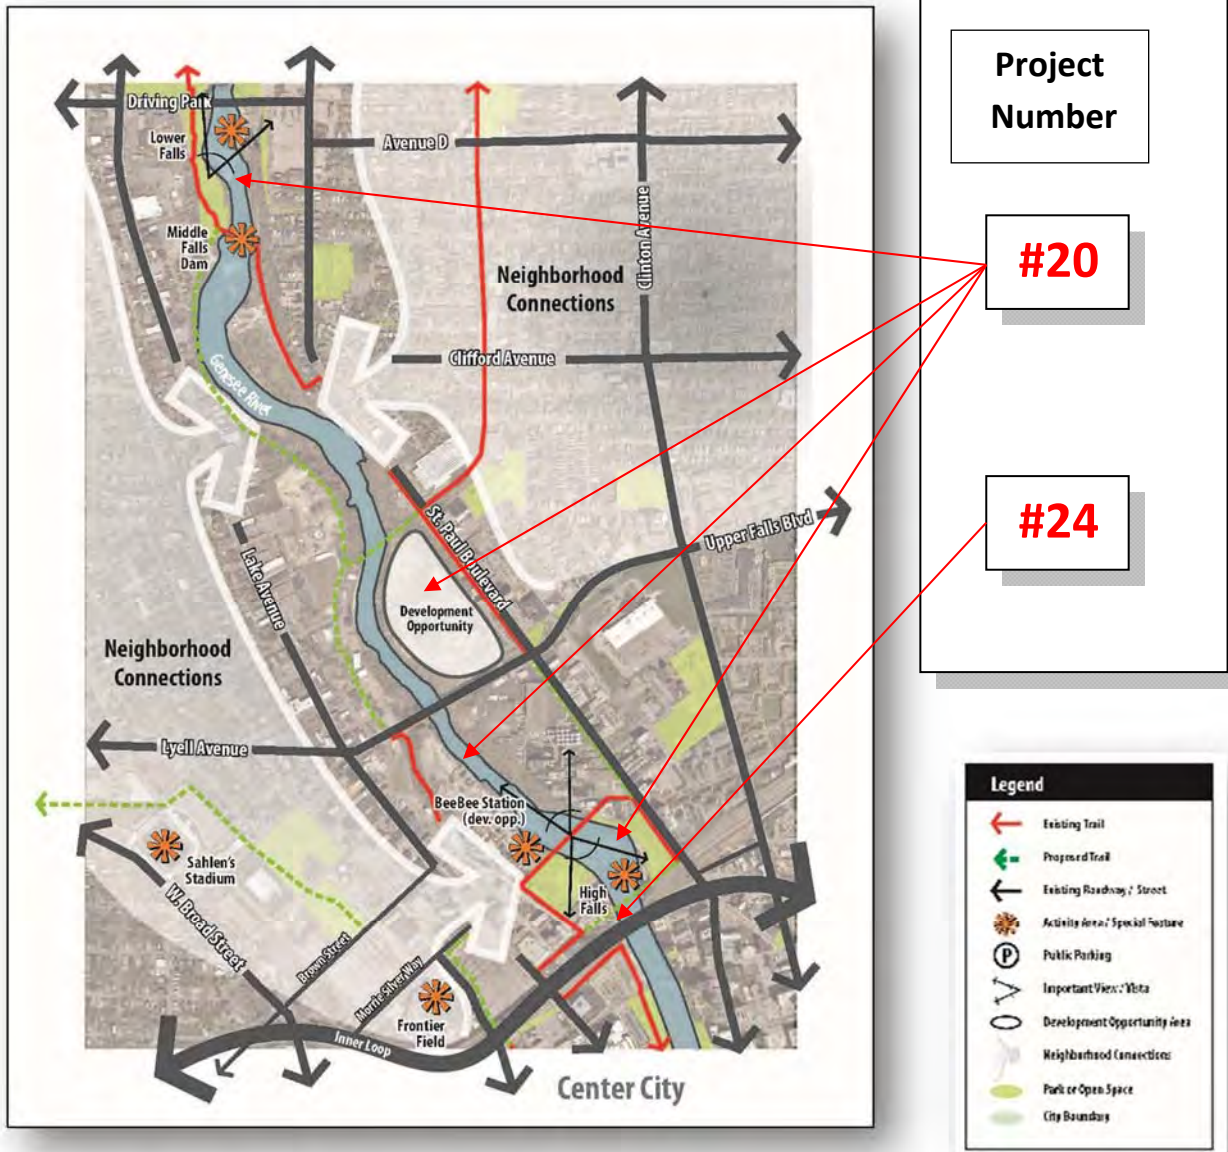 Driving Park
Lower
Falls
Avenue D
Clinton Avenue
Middle
Falls
Dam
Neighborhood
Connections
Clifford Avenue
Genesee River
St. Paul Boulevard
Upper Falls Blvd
Lake Avenue
Development
Opportunity
Neighborhood
Connections
Lyell Avenue
BeeBee Station
(dev. opp.)
Sahlen's
Stadium
High
Falls
W. Broad Street
Brown Street
Morrie Silver Way
Frontier
Field
Inner Loop
Center City
Project
Number
#20
#24
Legend
Existing Trail
Proposed Trail
Existing Roadway / Street
Activity Area / Special Feature
P
Public Parking
Important View / Vista
Development Opportunity Area
Neighborhood Connections
Park or Open Space
City Boundary